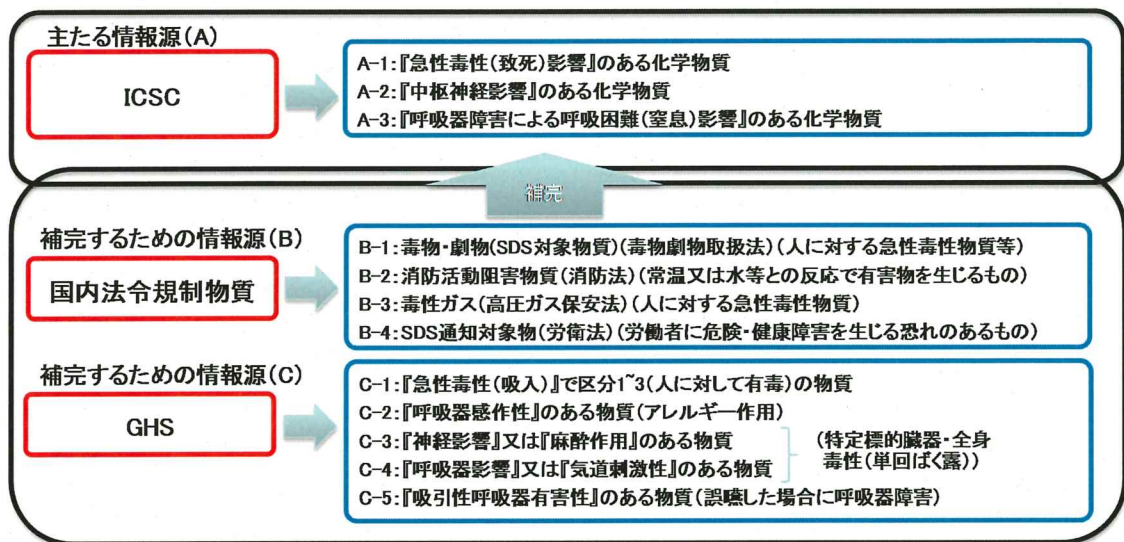 主たる情報源(A)
ICSC
A-1:『急性毒性(致死)影響』のある化学物質
A-2:『中枢神経影響』のある化学物質
A-3:『呼吸器障害による呼吸困難(窒息)影響』のある化学物質
補完
補完するための情報源(B)
国内法令規制物質
B-1:毒物・劇物(SDS対象物質)(毒物劇物取扱法)(人に対する急性毒性物質等)
B-2:消防活動阻害物質(消防法)(常温又は水等との反応で有害物を生じるもの)
B-3:毒性ガス(高圧ガス保安法)(人に対する急性毒性物質)
B-4:SDS通知対象物(労衛法)(労働者に危険・健康障害を生じる恐れのあるもの)
補完するための情報源(C)
GHS
C-1:『急性毒性(吸入)』で区分1~3(人に対して有毒)の物質
C-2:『呼吸器感作性』のある物質(アレルギー作用)
C-3:『神経影響』又は『麻酔作用』のある物質
C-4:『呼吸器影響』又は『気道刺激性』のある物質
(特定標的臓器・全身
毒性(単回ばく露))
C-5:『吸引性呼吸器有害性』のある物質(誤嚥した場合に呼吸器障害)